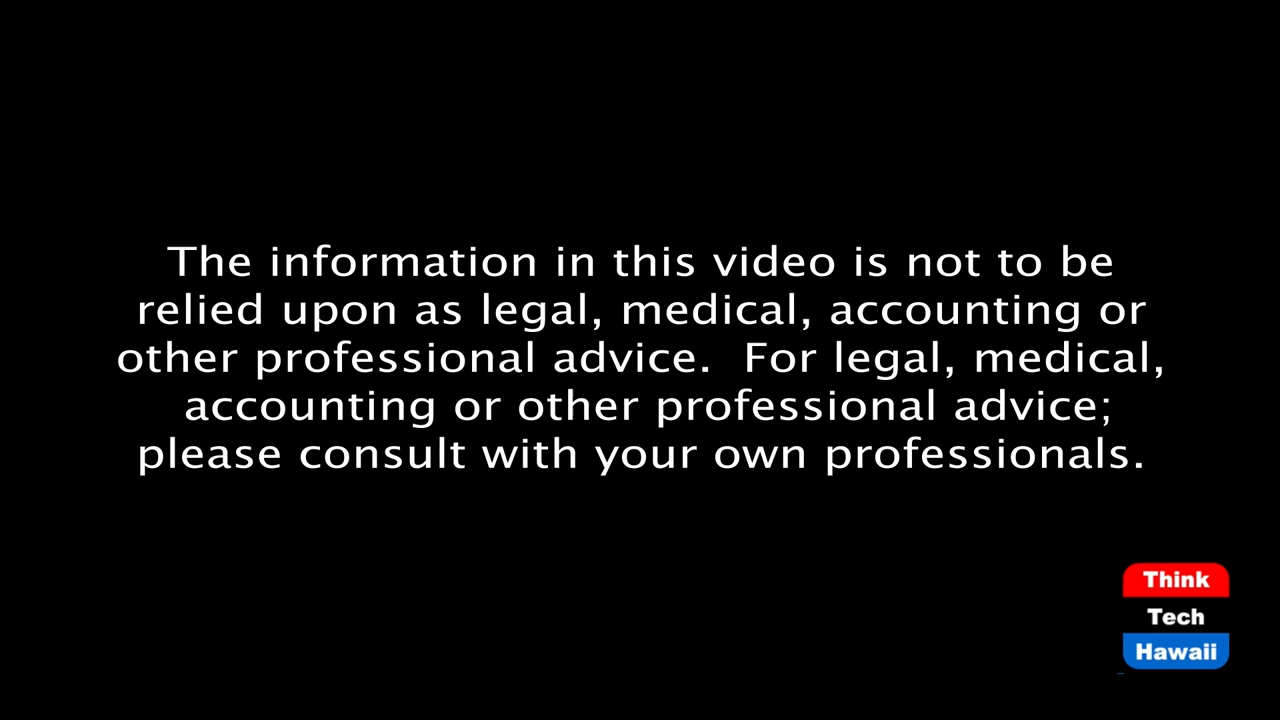 The information in this video is not to be
relied upon as legal, medical, accounting or
other professional advice.  For legal, medical,
accounting or other professional advice;
please consult with your own professionals.
Think
Tech
Hawaii